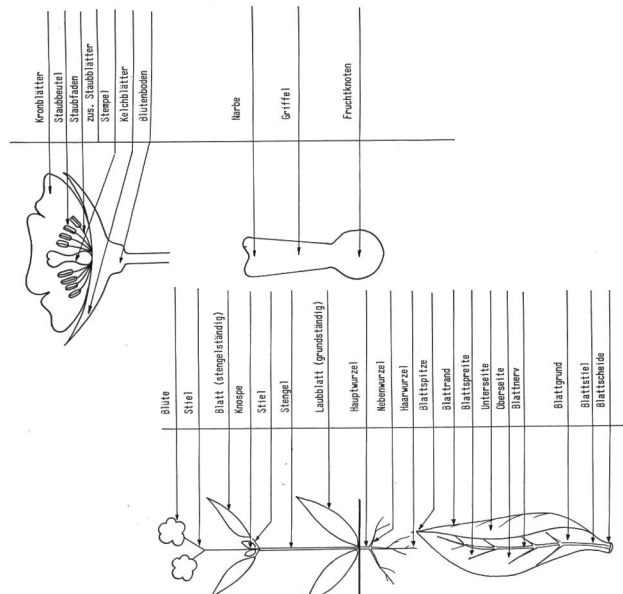 Kronblätter
Staubbeutel
Staubfaden
zus. Staubblätter
Stempel
Kelchblätter
Blütenboden
Narbe
Griffel
Fruchtknoten
Blüte
Stiel
Blatt (stengelständig)
Knospe
Stiel
Stengel
Laubblatt (grundständig)
Hauptwurzel
Nebenwurzel
Haarwurzel
Blattspitze
Blattrand
Blattspreite
Unterseite
Oberseite
Blattnerv
Blattgrund
Blattstiel
Blattscheide